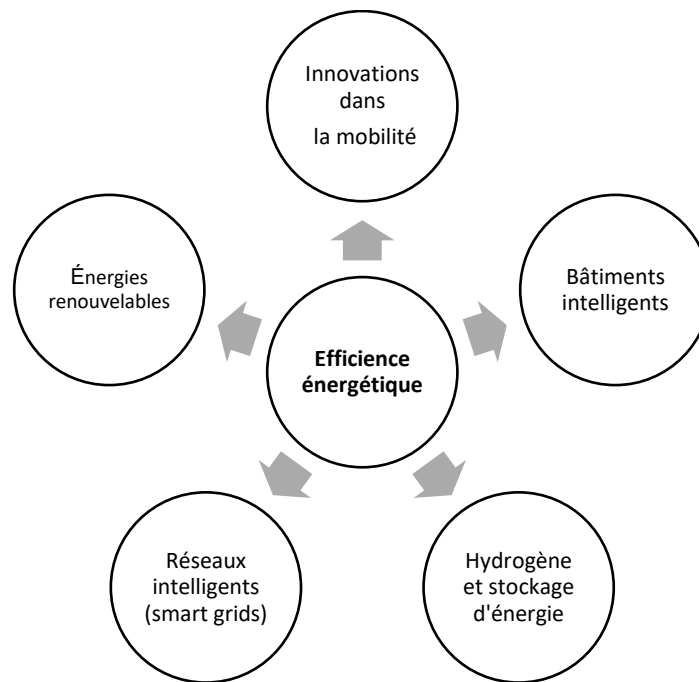 Innovations
dans
la mobilité
Énergies
renouvelables
Bâtiments
intelligents
Efficience
énergétique
Réseaux
intelligents
(smart grids)
Hydrogène
et stockage
d'énergie